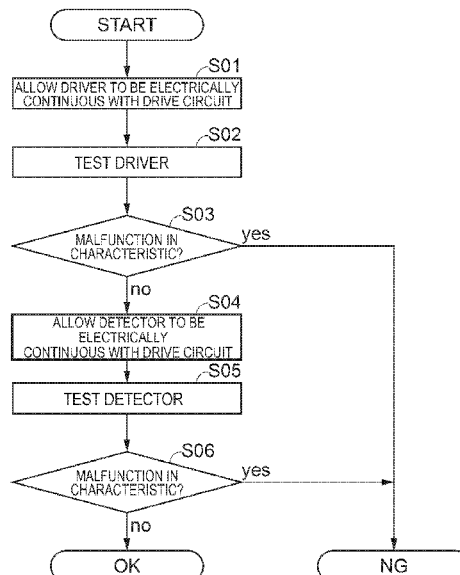 START
S01
ALLOW DRIVER TO BE ELECTRICALLY
CONTINUOUS WITH DRIVE CIRCUIT
S02
TEST DRIVER
S03
MALFUNCTION IN
CHARACTERISTIC?
yes
no
S04
ALLOW DETECTOR TO BE
ELECTRICALLY
CONTINUOUS WITH DRIVE CIRCUIT
S05
TEST DETECTOR
S06
MALFUNCTION IN
CHARACTERISTIC?
yes
no
OK
NG